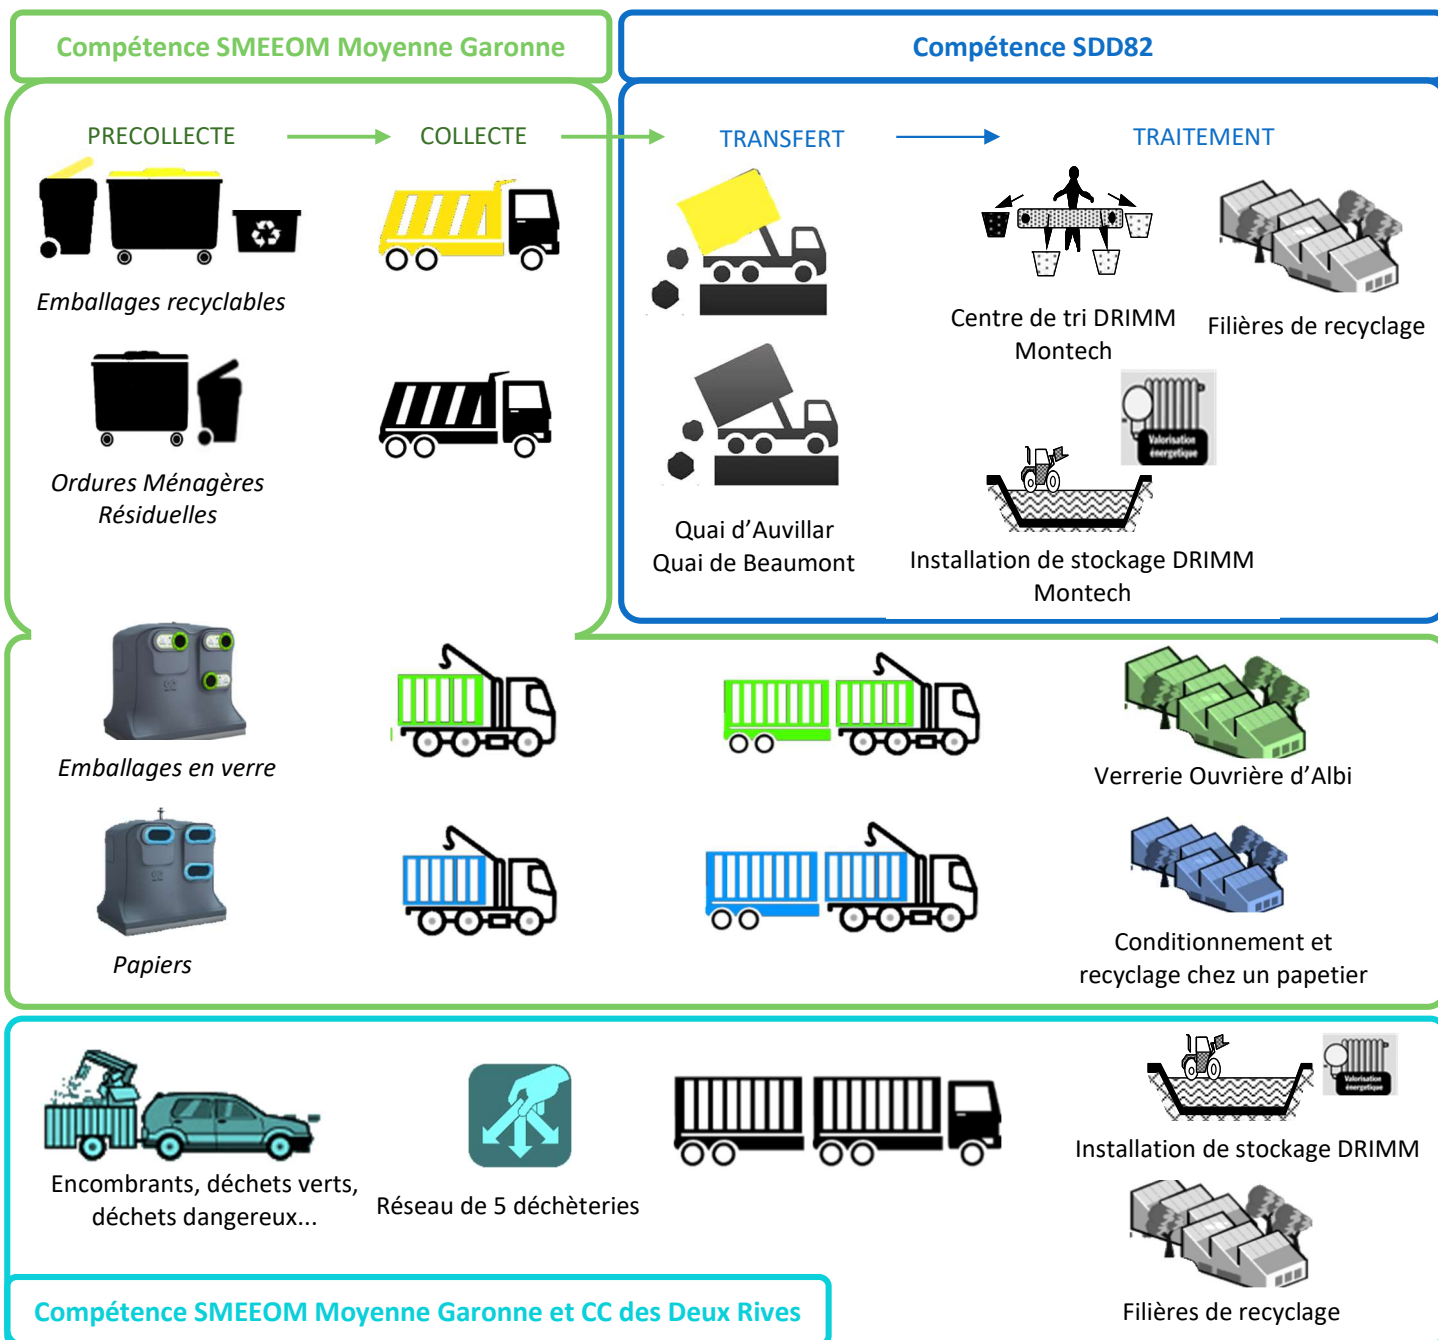 Compétence SMEEOM Moyenne Garonne
Compétence SDD82
PRECOLLECTE
COLLECTE
TRANSFERT
TRAITEMENT
Emballages recyclables
Centre de tri DRIMM
Montech
Filières de recyclage
Ordures Ménagères
Résiduelles
Quai d’Auvillar
Quai de Beaumont
Valorisation
énergetique
Installation de stockage DRIMM
Montech
Emballages en verre
Verrerie Ouvrière d’Albi
Papiers
Conditionnement et
recyclage chez un papetier
Encombrants, déchets verts,
déchets dangereux...
Réseau de 5 déchèteries
Valorisation
énergetique
Installation de stockage DRIMM
Filières de recyclage
Compétence SMEEOM Moyenne Garonne et CC des Deux Rives